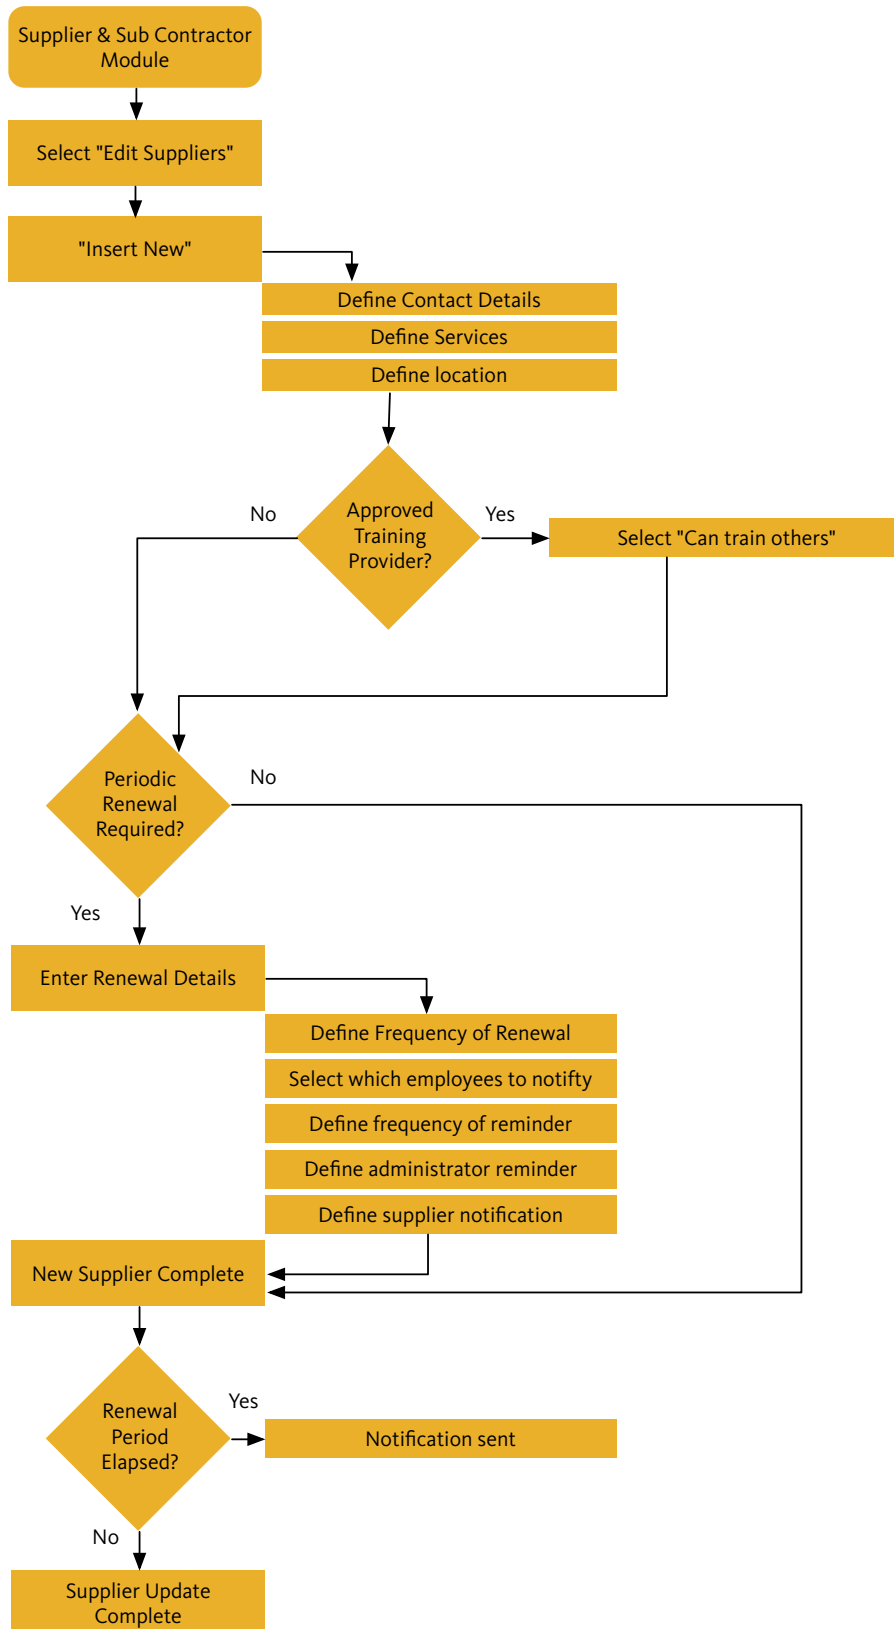 Supplier & Sub Contractor
Module
Select "Edit Suppliers"
"Insert New"
Define Contact Details
Define Services
Define location
No
Approved
Training
Provider?
Yes
Select "Can train others"
Periodic
Renewal
Required?
No
Yes
Enter Renewal Details
Define Frequency of Renewal
Select which employees to notifty
Define frequency of reminder
Define administrator reminder
Define supplier notification
New Supplier Complete
Renewal
Period
Elapsed?
Yes
Notification sent
No
Supplier Update
Complete